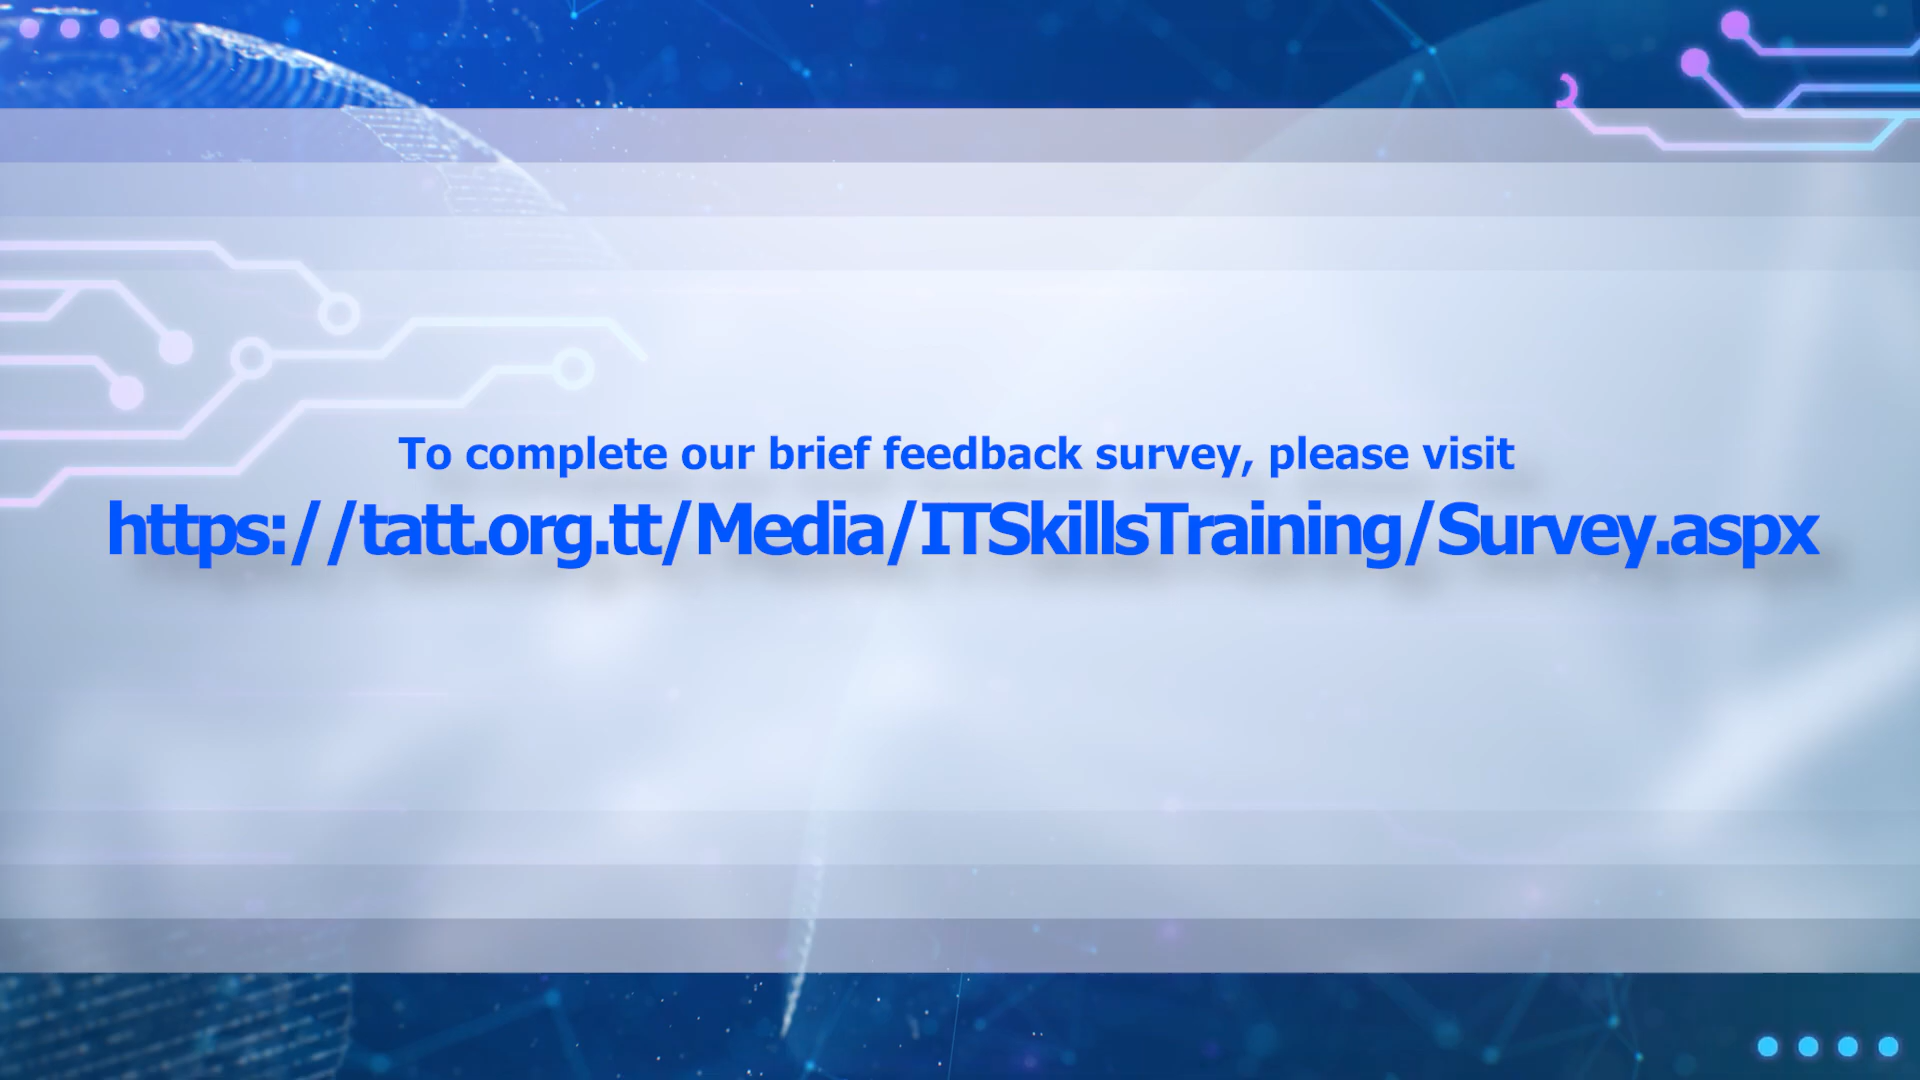 To complete our brief feedback survey, please visit
https://tatt.org.tt/Media/ITSkillsTraining/Survey.aspx